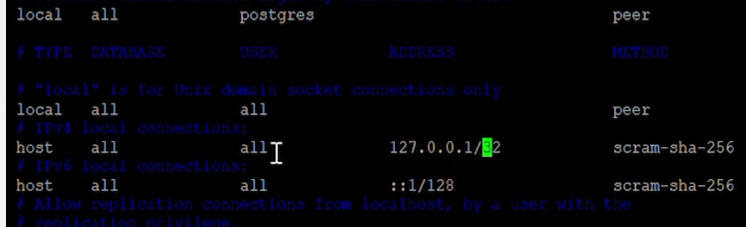 local all postgres peer
# TYPE DATABASE USER ADDRESS METHOD
# "local" is for Unix domain socket connections only
local all all peer
# IPv4 local connections:
host all all 127.0.0.1/32 scram-sha-256
# IPv6 local connections:
host all all ::1/128 scram-sha-256
# Allow replication connections from localhost, by a user with the
# replication privilege.